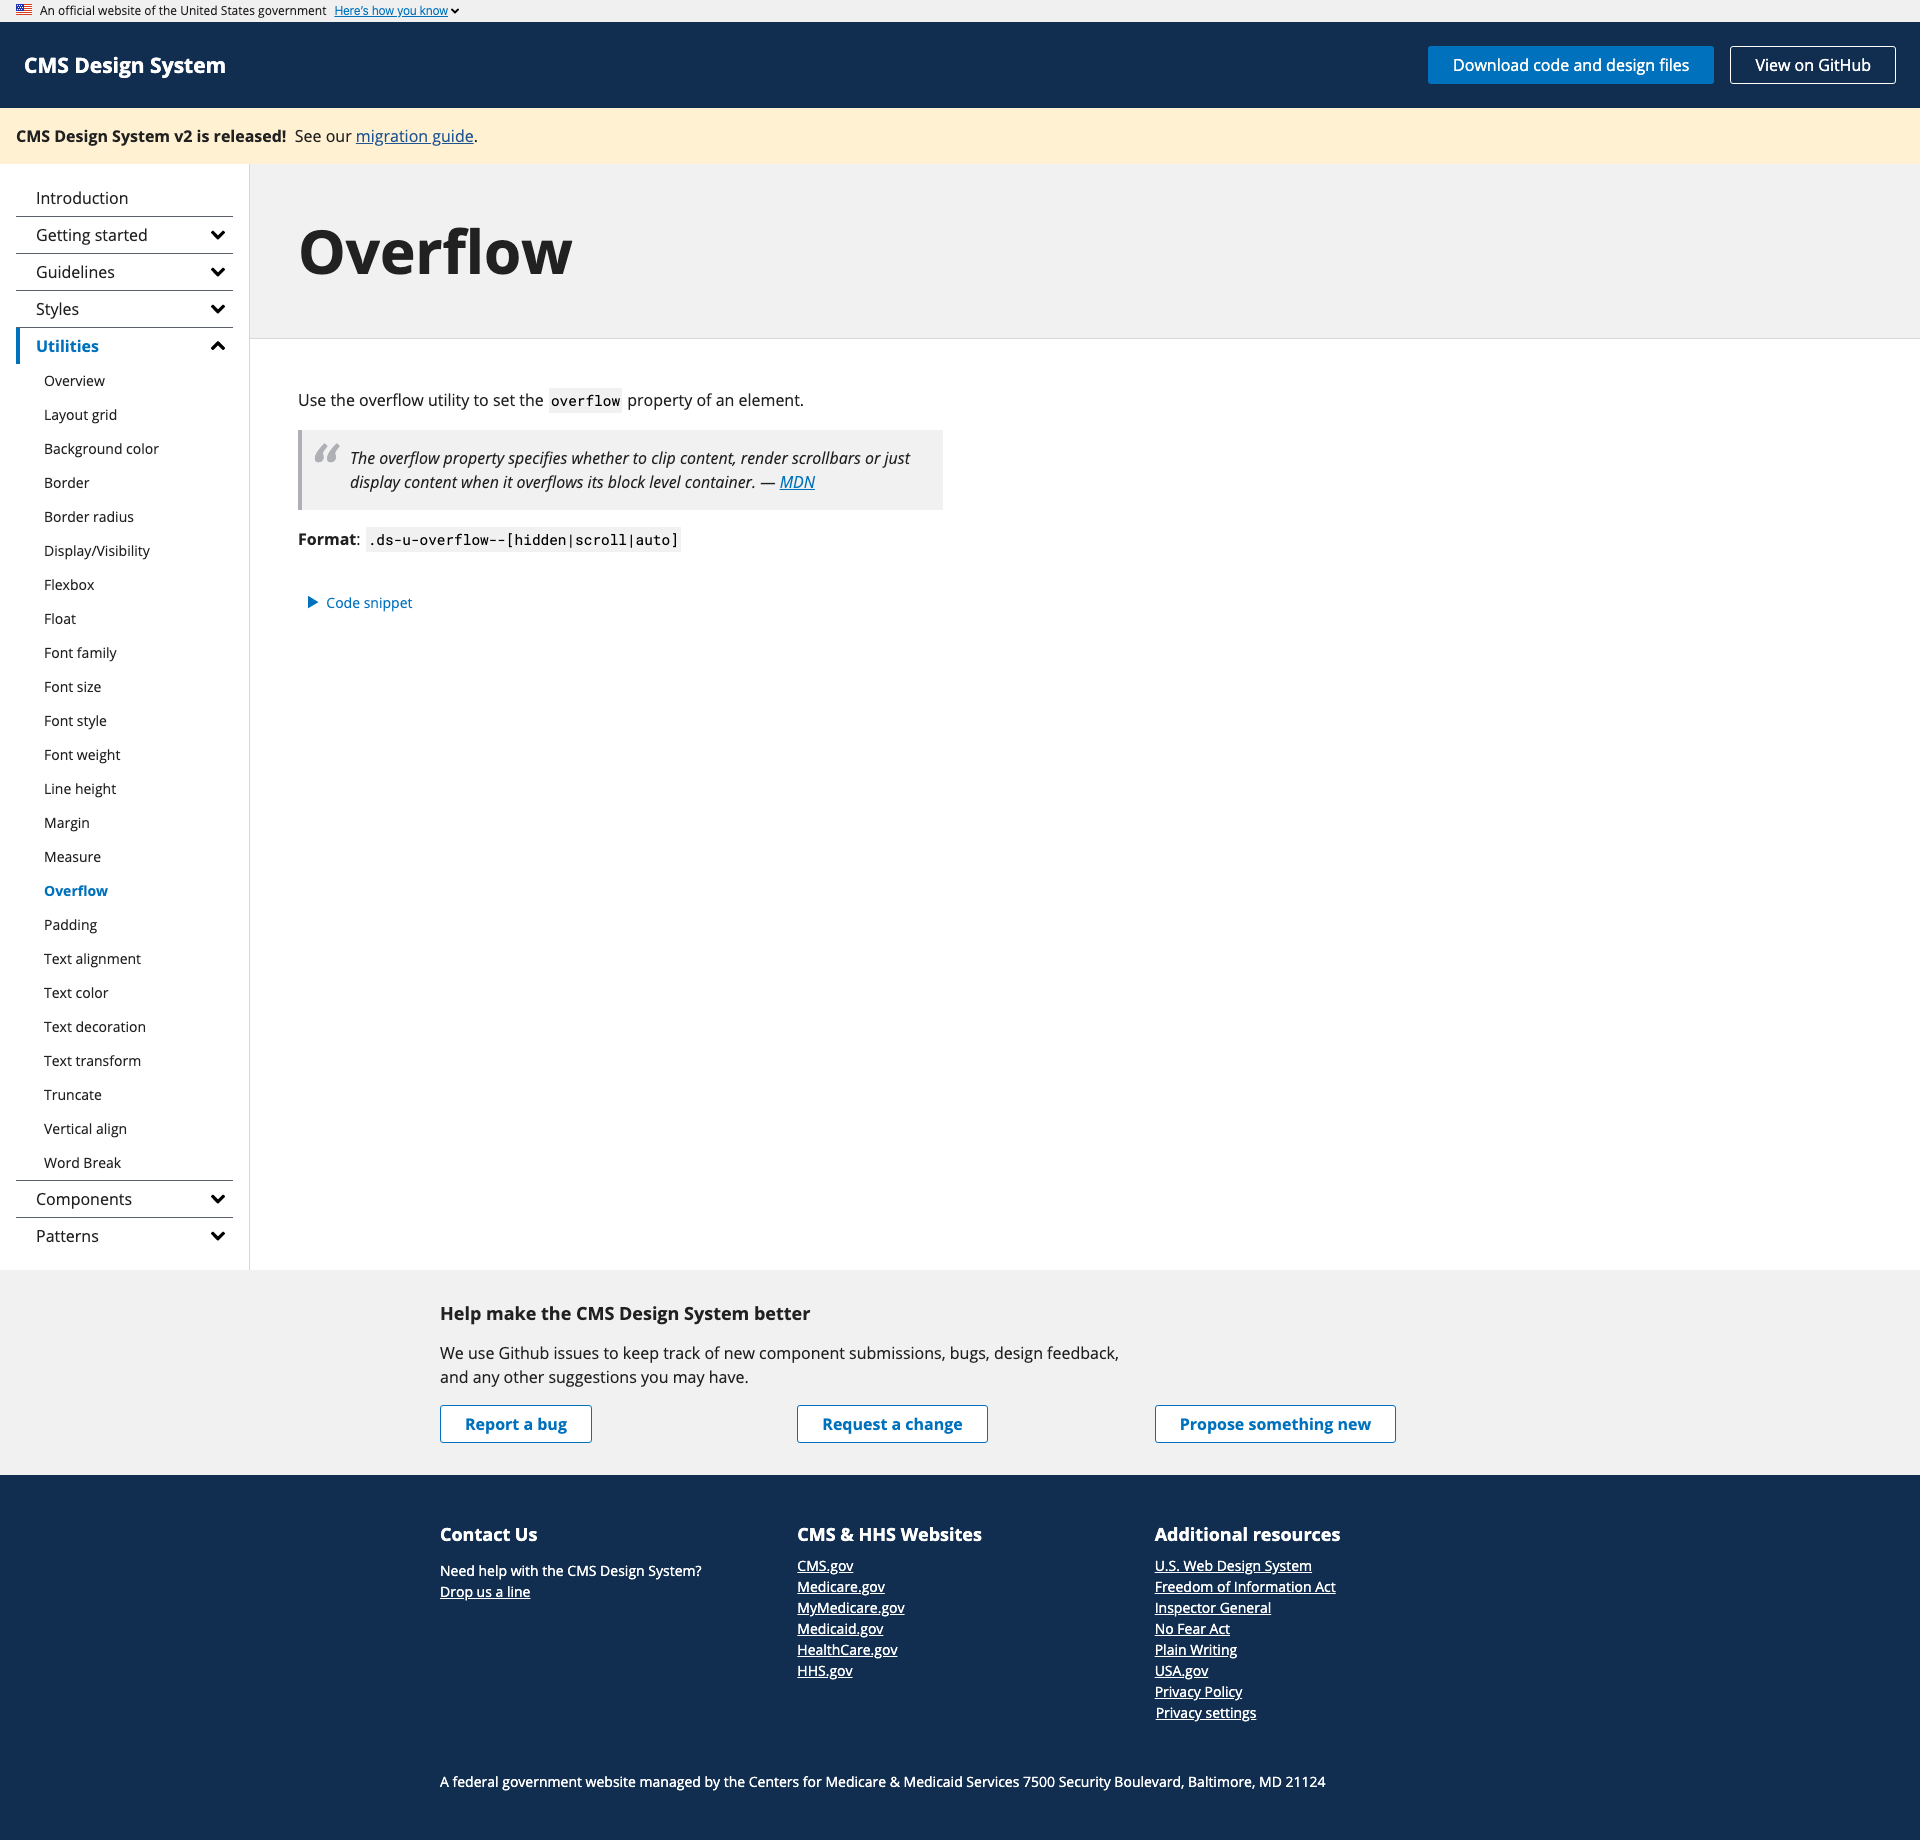 An official website of the United States government Here's how you know
CMS Design System
Download code and design files
View on GitHub
CMS Design System v2 is released! See our migration guide.
Introduction
Getting started
Guidelines
Styles
Utilities
Overview
Layout grid
Background color
Border
Border radius
Display/Visibility
Flexbox
Float
Font family
Font size
Font style
Font weight
Line height
Margin
Measure
Overflow
Padding
Text alignment
Text color
Text decoration
Text transform
Truncate
Vertical align
Word Break
Components
Patterns
Overflow
Use the overflow utility to set the overflow property of an element.
“ The overflow property specifies whether to clip content, render scrollbars or just
display content when it overflows its block level container. — MDN
Format: .ds-u-overflow--[hidden|scroll|auto]
Code snippet
Help make the CMS Design System better
We use Github issues to keep track of new component submissions, bugs, design feedback,
and any other suggestions you may have.
Report a bug
Request a change
Propose something new
Contact Us
Need help with the CMS Design System?
Drop us a line
CMS & HHS Websites
CMS.gov
Medicare.gov
MyMedicare.gov
Medicaid.gov
HealthCare.gov
HHS.gov
Additional resources
U.S. Web Design System
Freedom of Information Act
Inspector General
No Fear Act
Plain Writing
USA.gov
Privacy Policy
Privacy settings
A federal government website managed by the Centers for Medicare & Medicaid Services 7500 Security Boulevard, Baltimore, MD 21124